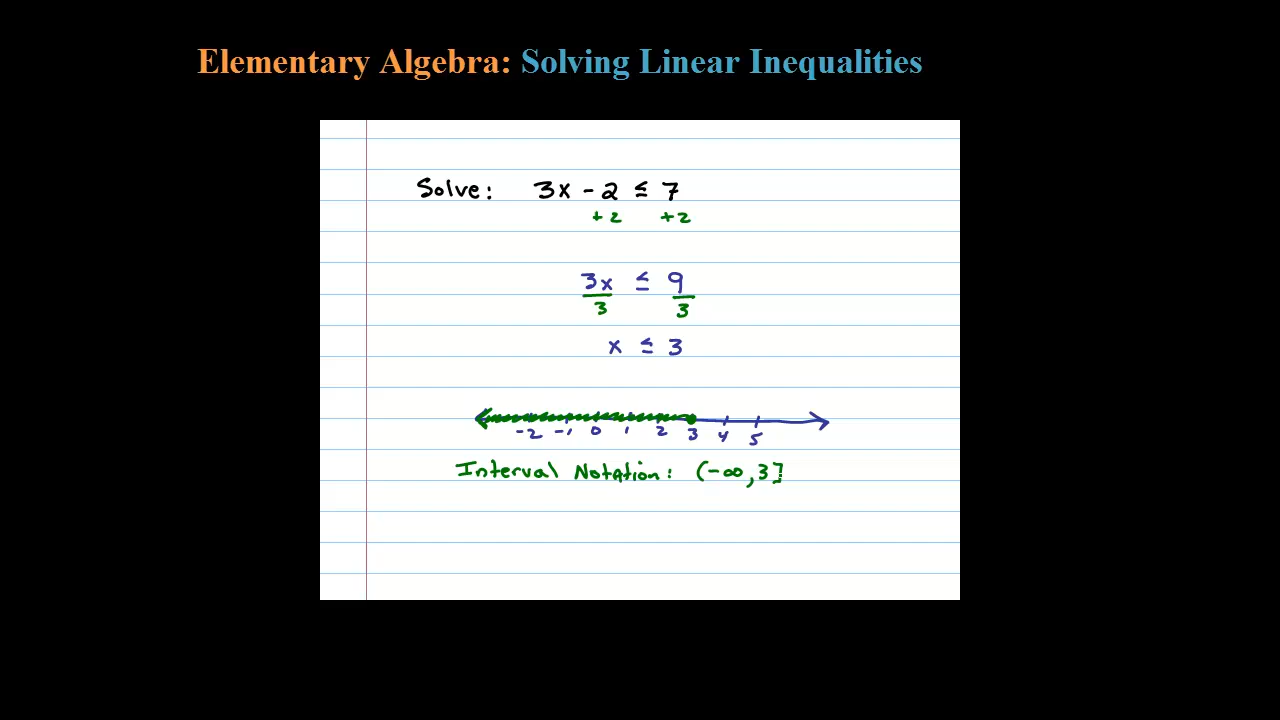 Elementary Algebra: Solving Linear Inequalities
Solve: 3x - 2 ≤ 7
+2 +2
3x ≤ 9
3 3
x ≤ 3
-2 -1 0 1 2 3 4 5
Interval Notation: (-∞, 3]